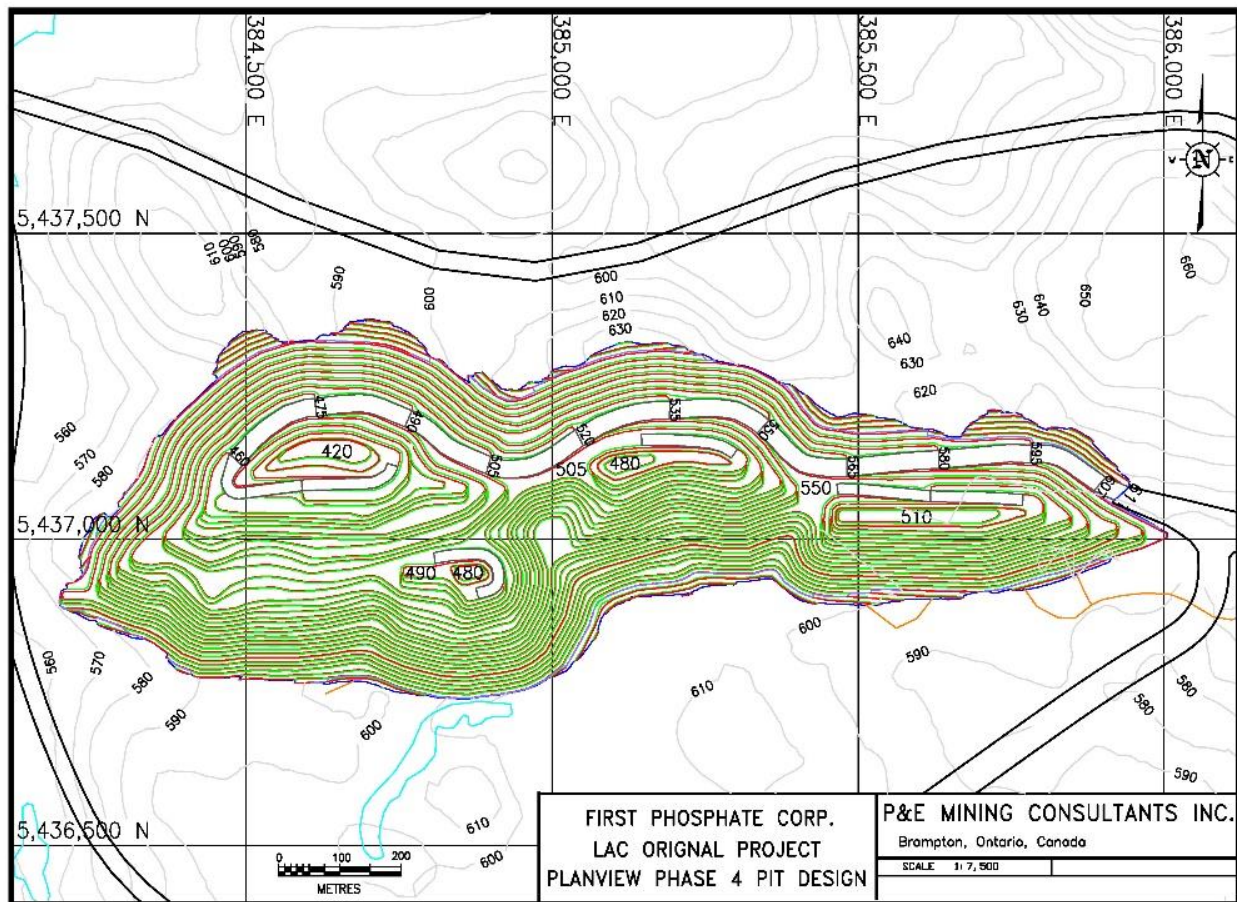 384,500 E
385,000 E
385,500 E
386,000 E
N
W
E
5,437,500 N
580
590
600
610
590
600
600
610
620
630
660
650
640
630
640
630
620
560
570
580
475
490
460
420
505
520
505
480
535
550
565
550
580
595
510
5,437,000 N
490
480
565
570
580
590
600
610
600
590
580
580
590
610
600
5,436,500 N
0 100 200
METRES
FIRST PHOSPHATE CORP.
LAC ORIGNAL PROJECT
PLANVIEW PHASE 4 PIT DESIGN
P&E MINING CONSULTANTS INC.
Brampton, Ontario, Canada
SCALE 1:7,500